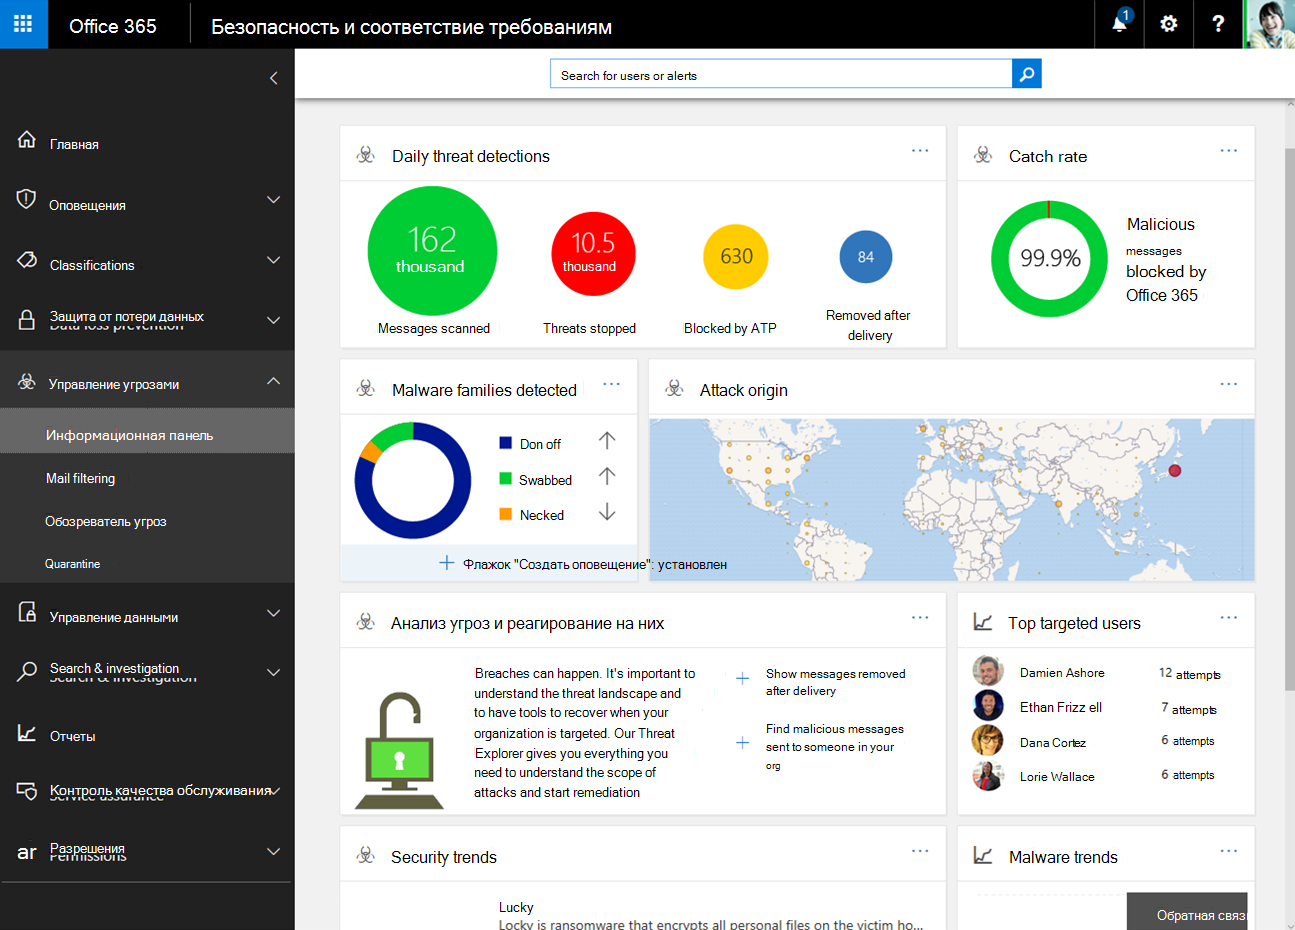 Office 365
Безопасность и соответствие требованиям
1
?
Search for users or alerts
Главная
Оповещения
Classifications
Защита от потери данных
Data loss prevention
Управление угрозами
Информационная панель
Mail filtering
Обозреватель угроз
Quarantine
Управление данными
Search & investigation
Search & investigation
Отчеты
Контроль качества обслуживания
Service assurance
ar
Разрешения
Permissions
Daily threat detections
162
thousand
Messages scanned
10.5
thousand
Threats stopped
630
Blocked by ATP
84
Removed after
delivery
Catch rate
99.9%
Malicious
messages
blocked by
Office 365
Malware families detected
Don off
Swabbed
Necked
Флажок "Создать оповещение": установлен
Attack origin
Анализ угроз и реагирование на них
Breaches can happen. It's important to
understand the threat landscape and
to have tools to recover when your
organization is targeted. Our Threat
Explorer gives you everything you
need to understand the scope of
attacks and start remediation
Show messages removed
after delivery
Find malicious messages
sent to someone in your
org
Top targeted users
Damien Ashore 12 attempts
Ethan Frizz ell 7 attempts
Dana Cortez 6 attempts
Lorie Wallace 6 attempts
Security trends
Lucky
Locky is ransomware that encrypts all personal files on the victim ho...
Malware trends
Обратная связь